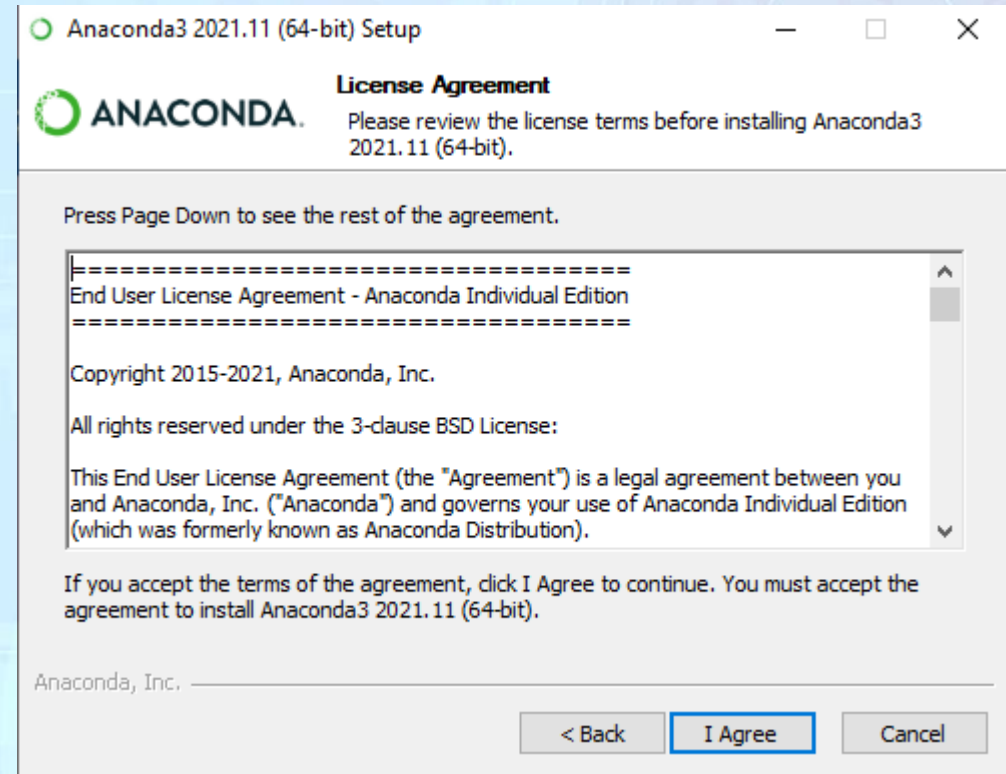 Anaconda3 2021.11 (64-bit) Setup
ANACONDA.
License Agreement
Please review the license terms before installing Anaconda3
2021.11 (64-bit).
Press Page Down to see the rest of the agreement.
===================================
End User License Agreement - Anaconda Individual Edition
===================================
Copyright 2015-2021, Anaconda, Inc.
All rights reserved under the 3-clause BSD License:
This End User License Agreement (the "Agreement") is a legal agreement between you
and Anaconda, Inc. ("Anaconda") and governs your use of Anaconda Individual Edition
(which was formerly known as Anaconda Distribution).
If you accept the terms of the agreement, click I Agree to continue. You must accept the
agreement to install Anaconda3 2021.11 (64-bit).
Anaconda, Inc.
< Back
I Agree
Cancel